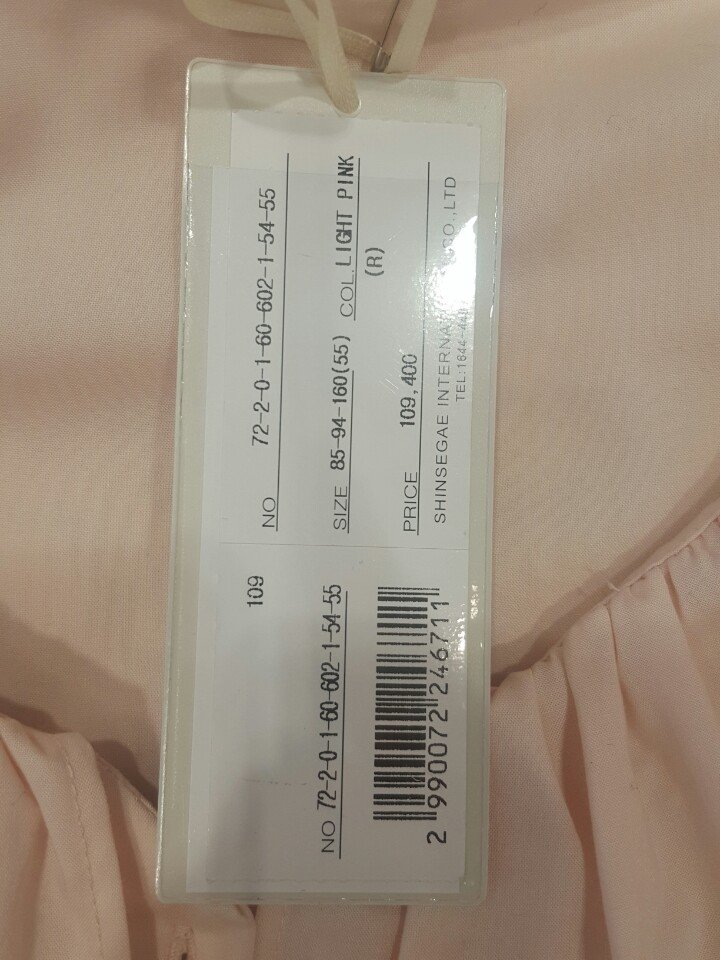 NO 72-2-0-1-60-602-1-54-55
SIZE 85-94-160(55) COL. LIGHT PINK
(R)
PRICE 109,400
SHINSEGAE CO.,LTD
TEL:1644-
109
NO 72-2-0-1-60-602-1-54-55
2 990072 246711